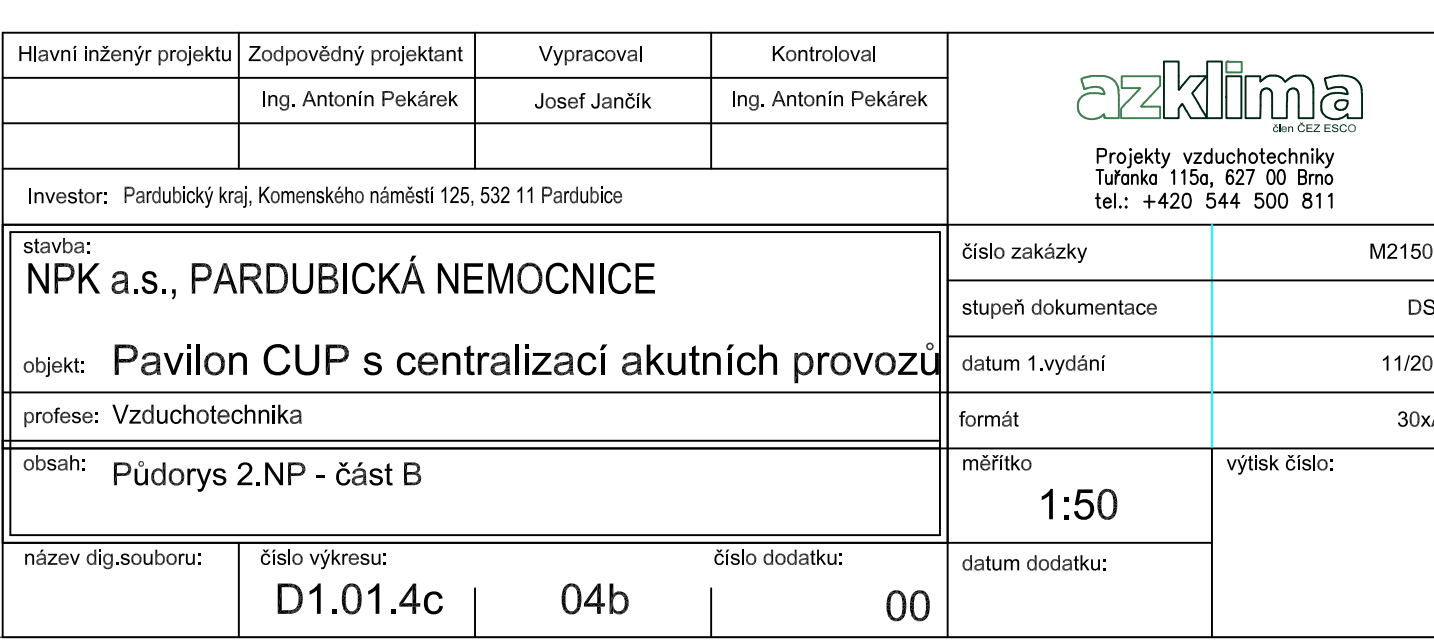 Hlavní inženýr projektu Zodpovědný projektant Vypracoval Kontroloval
Ing. Antonín Pekárek Josef Jančík Ing. Antonín Pekárek
azklima
člen ČEZ ESCO
Projekty vzduchotechniky
Tuřanka 115a, 627 00 Brno
tel.: +420 544 500 811
Investor: Pardubický kraj, Komenského náměstí 125, 532 11 Pardubice
stavba:
NPK a.s., PARDUBICKÁ NEMOCNICE
objekt: Pavilon CUP s centralizací akutních provozů
profese: Vzduchotechnika
obsah: Půdorys 2.NP - část B
číslo zakázky M2150
stupeň dokumentace DS
datum 1.vydání 11/20
formát
měřítko
1:50
výtisk číslo:
název dig.souboru: číslo výkresu: číslo dodatku:
D1.01.4c 04b 00
datum dodatku: